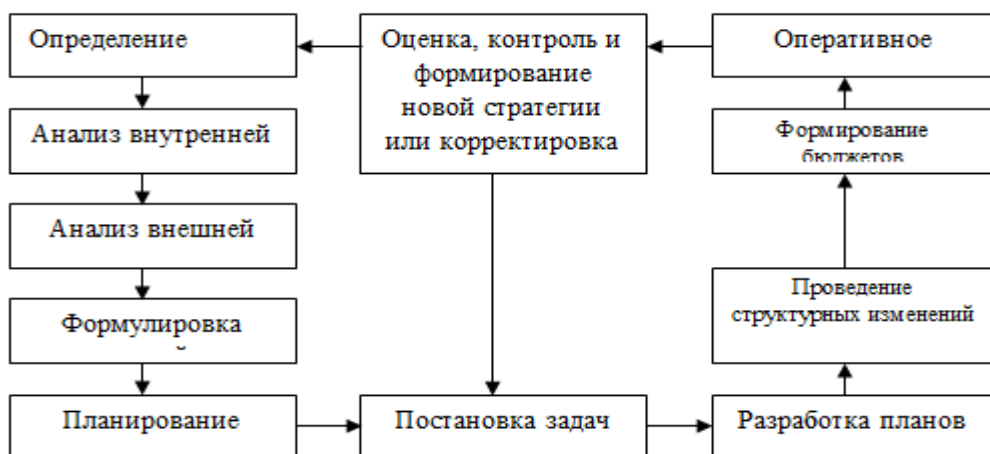 Определение
Анализ внутренней
Анализ внешней
Формулировка
Планирование
Оценка, контроль и
формирование
новой стратегии
или корректировка
Постановка задач
Оперативное
Формирование
бюджетов
Проведение
структурных изменений
Разработка планов